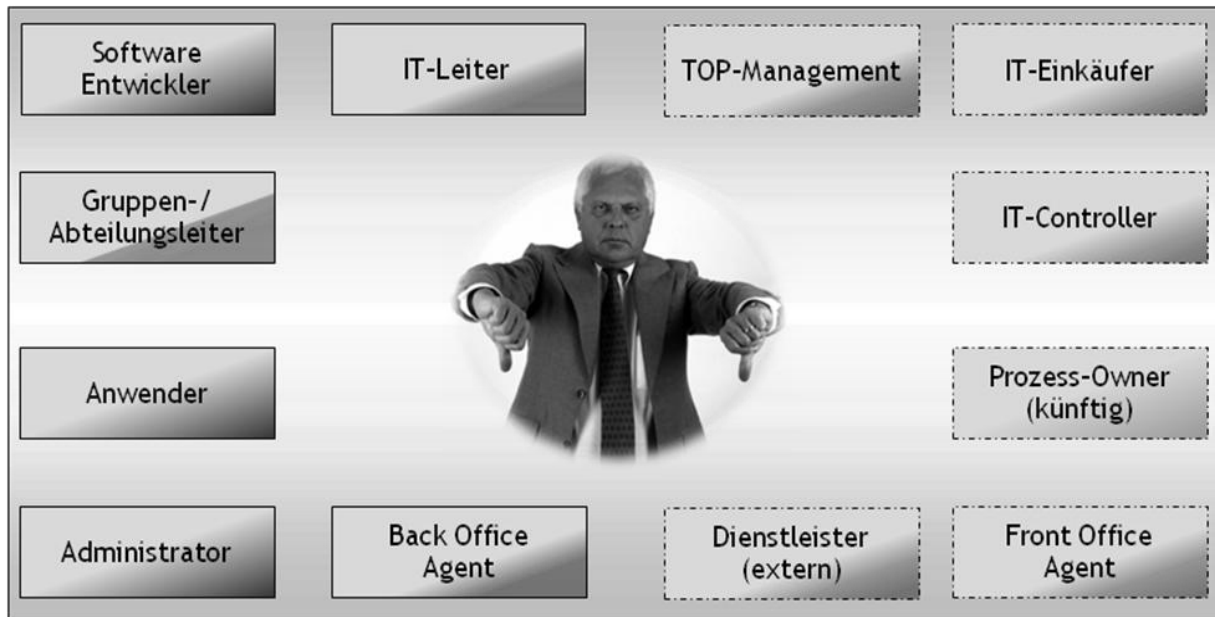 Software
Entwickler
IT-Leiter
TOP-Management
IT-Einkäufer
Gruppen-/
Abteilungsleiter
IT-Controller
Anwender
Prozess-Owner
(künftig)
Administrator
Back Office
Agent
Dienstleister
(extern)
Front Office
Agent